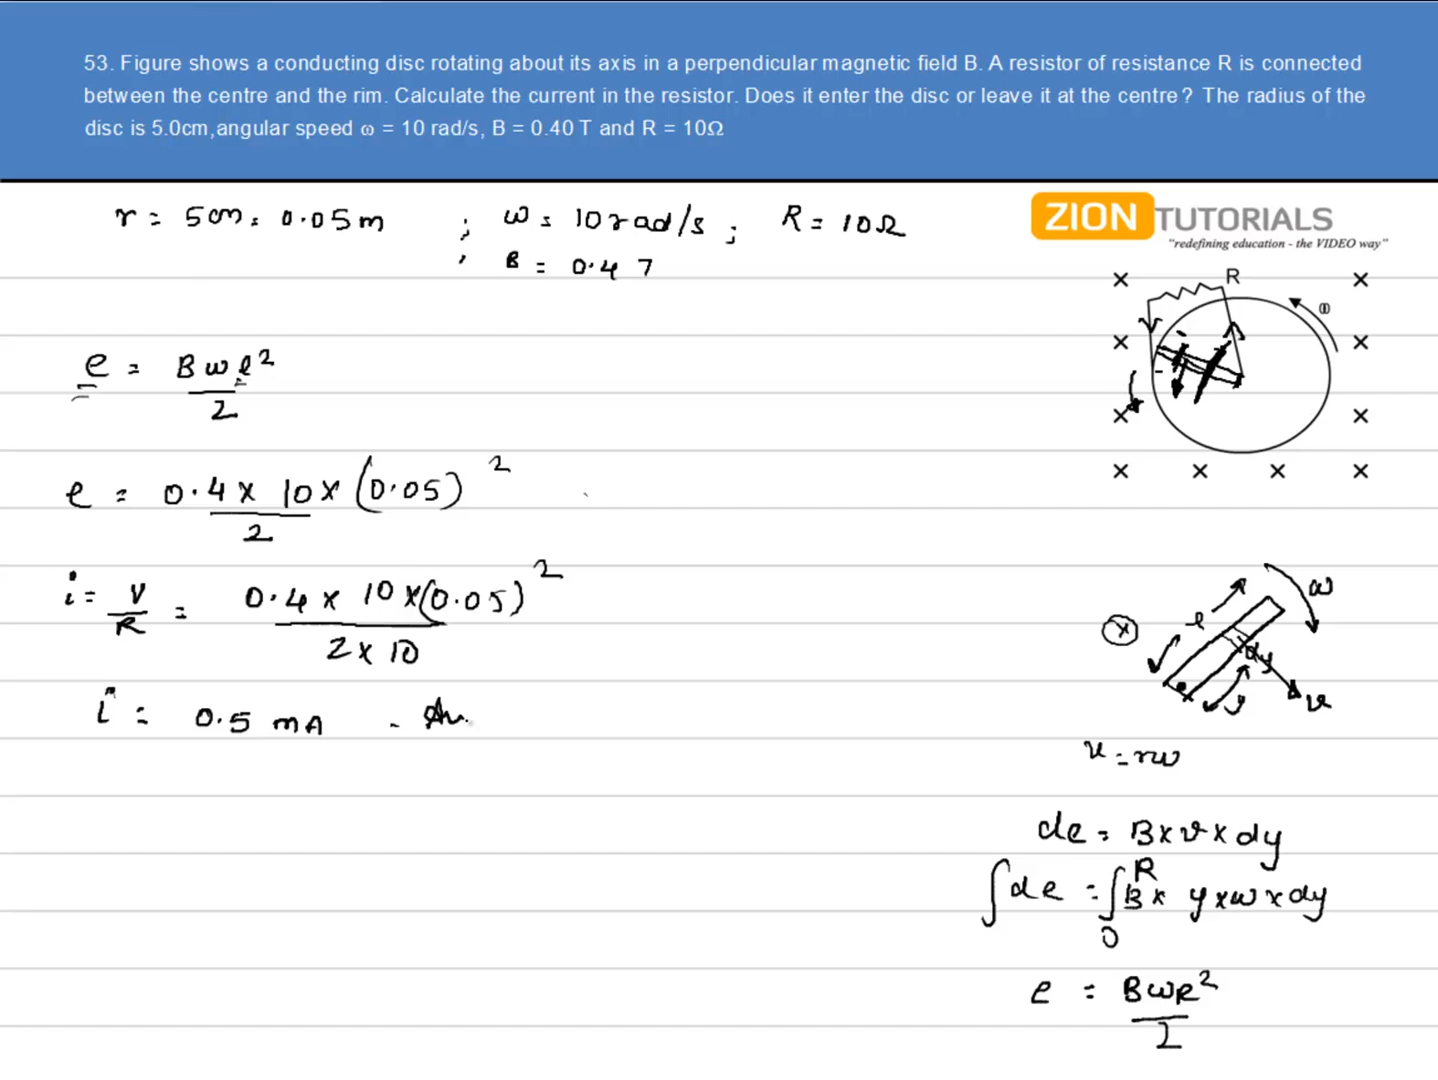 53. Figure shows a conducting disc rotating about its axis in a perpendicular magnetic field B. A resistor of resistance R is connected
between the centre and the rim. Calculate the current in the resistor. Does it enter the disc or leave it at the centre? The radius of the
disc is 5.0cm,angular speed ω = 10 rad/s, B = 0.40 T and R = 10Ω
r = 5cm = 0.05m ; ω = 10 rad/s ; R = 10Ω
; B = 0.4 T
ZION TUTORIALS
"redefining education - the VIDEO way"
R
ω
× ×
× ×
× ×
× × × ×
e = Bωl²/2
e = 0.4 × 10 × (0.05)²/2
i = V/R = 0.4 × 10 × (0.05)²/2 × 10
i = 0.5 mA - Au.
× l ω
dy
y v
v = rω
de = B × v × dy
∫de = ∫₀ᴿ B × y × ω × dy
e = BωR²/2